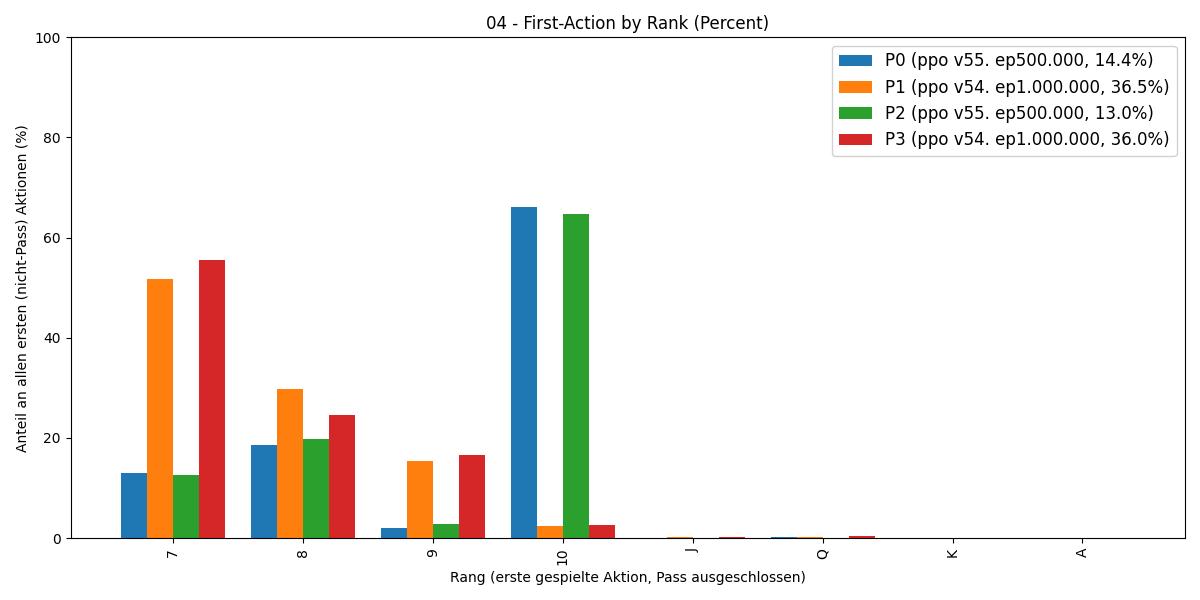 04 - First-Action by Rank (Percent)
P0 (ppo v55. ep500.000, 14.4%)
P1 (ppo v54. ep1.000.000, 36.5%)
P2 (ppo v55. ep500.000, 13.0%)
P3 (ppo v54. ep1.000.000, 36.0%)
Anteil an allen ersten (nicht-Pass) Aktionen (%)
100
80
60
40
20
0
7
8
9
10
J
Q
K
A
Rang (erste gespielte Aktion, Pass ausgeschlossen)